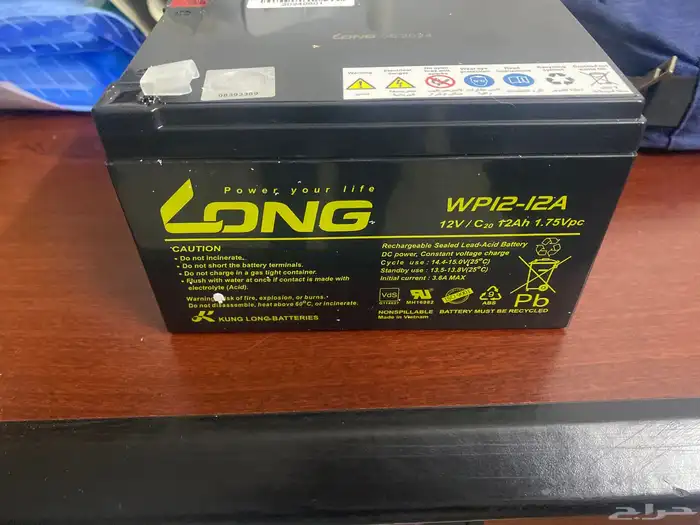 LONG
08392389
Power your life
LONG
WP12-12A
12V / C20 12Ah 1.75Vpc
CAUTION
• Do not incinerate.
• Do not short the battery terminals.
• Do not charge in a gas tight container.
• Flush with water at once if contact is made with
electrolyte (Acid).
Warning: Risk of fire, explosion, or burns.
Do not disassemble, heat above 60°C, or incinerate.
KUNG LONG BATTERIES
Rechargeable Sealed Lead-Acid Battery
DC power, Constant voltage charge
Cycle use : 14.4-15.0V(25°C)
Standby use : 13.5-13.8V(25°C)
Initial current : 3.6A MAX
Pb
VdS
MH16982
ABS
NONSPILLABLE
Made in Vietnam
BATTERY MUST BE RECYCLED
حراج